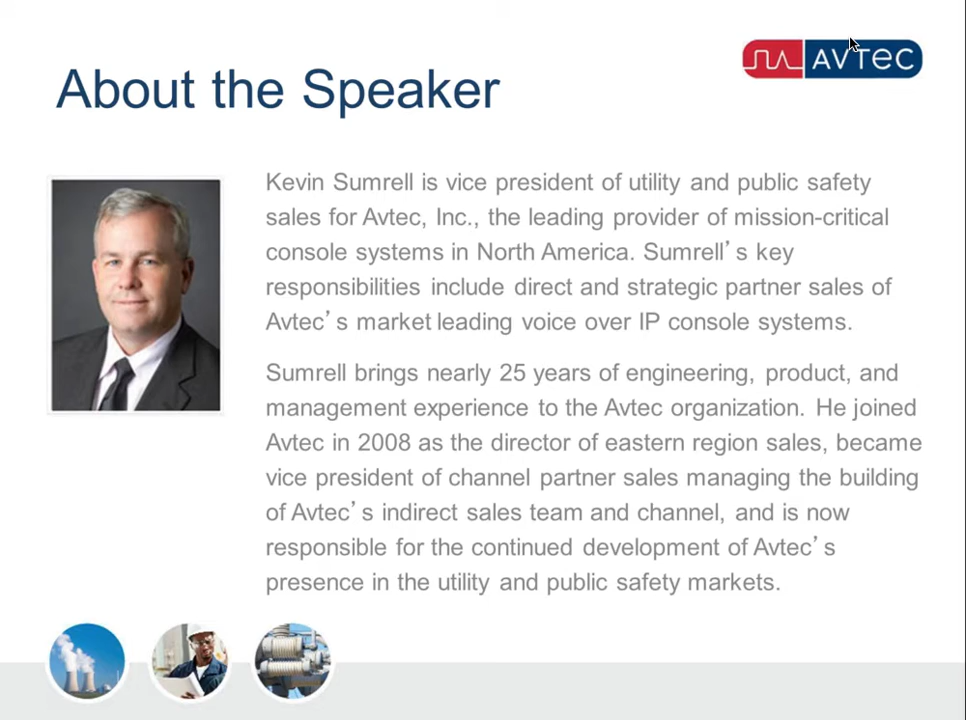 AVTEC
About the Speaker
Kevin Sumrell is vice president of utility and public safety
sales for Avtec, Inc., the leading provider of mission-critical
console systems in North America. Sumrell’s key
responsibilities include direct and strategic partner sales of
Avtec’s market leading voice over IP console systems.
Sumrell brings nearly 25 years of engineering, product, and
management experience to the Avtec organization. He joined
Avtec in 2008 as the director of eastern region sales, became
vice president of channel partner sales managing the building
of Avtec’s indirect sales team and channel, and is now
responsible for the continued development of Avtec’s
presence in the utility and public safety markets.